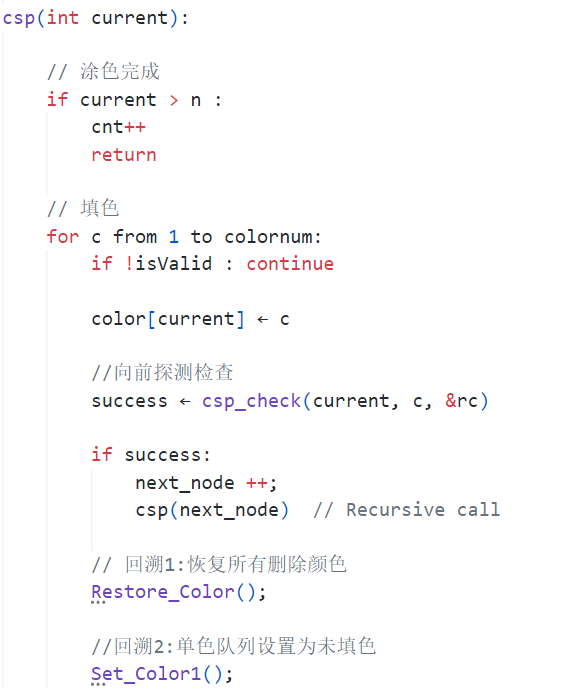 csp(int current):
// 涂色完成
if current > n :
cnt++
return
// 填色
for c from 1 to colornum:
if !isValid : continue
color[current] ← c
//向前探测检查
success ← csp_check(current, c, &rc)
if success:
next_node ++;
csp(next_node)  // Recursive call
// 回溯1:恢复所有删除颜色
Restore_Color();
//回溯2:单色队列设置为未填色
Set_Color1();